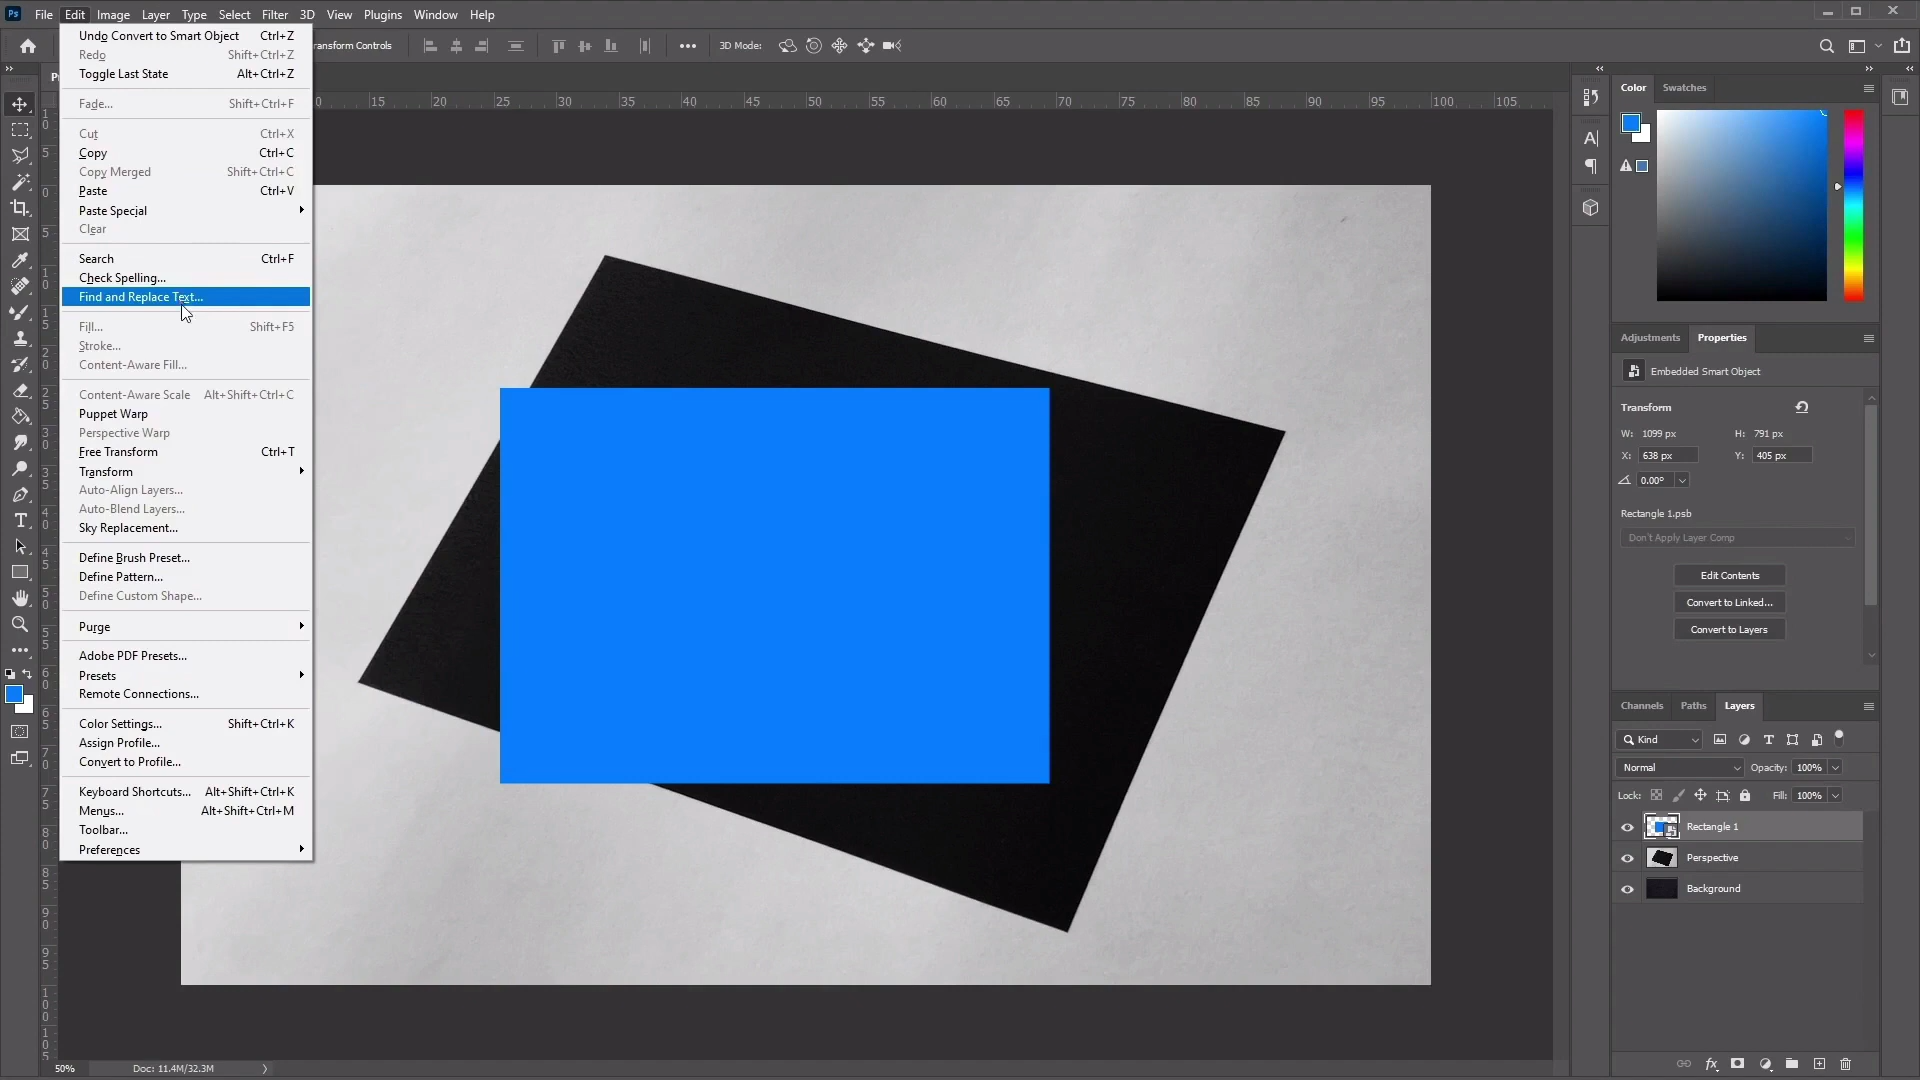 Ps File Edit Image Layer Type Select Filter 3D View Plugins Window Help
ransform Controls 3D Mode:
Undo Convert to Smart Object Ctrl+Z
Redo Shift+Ctrl+Z
Toggle Last State Alt+Ctrl+Z
Fade... Shift+Ctrl+F
Cut Ctrl+X
Copy Ctrl+C
Copy Merged Shift+Ctrl+C
Paste Ctrl+V
Paste Special
Clear
Search Ctrl+F
Check Spelling...
Find and Replace Text...
Fill... Shift+F5
Stroke...
Content-Aware Fill...
Content-Aware Scale Alt+Shift+Ctrl+C
Puppet Warp
Perspective Warp
Free Transform Ctrl+T
Transform
Auto-Align Layers...
Auto-Blend Layers...
Sky Replacement...
Define Brush Preset...
Define Pattern...
Define Custom Shape...
Purge
Adobe PDF Presets...
Presets
Remote Connections...
Color Settings... Shift+Ctrl+K
Assign Profile...
Convert to Profile...
Keyboard Shortcuts... Alt+Shift+Ctrl+K
Menus... Alt+Shift+Ctrl+M
Toolbar...
Preferences
0 15 20 25 30 35 40 45 50 55 60 65 70 75 80 85 90 95 100 105
Color Swatches
Adjustments Properties
Embedded Smart Object
Transform
W: 1099 px H: 791 px
X: 638 px Y: 405 px
0.00°
Rectangle 1.psb
Don't Apply Layer Comp
Edit Contents
Convert to Linked...
Convert to Layers
Channels Paths Layers
Kind
Normal Opacity: 100%
Lock: Fill: 100%
Rectangle 1
Perspective
Background
50% Doc: 11.4M/32.3M